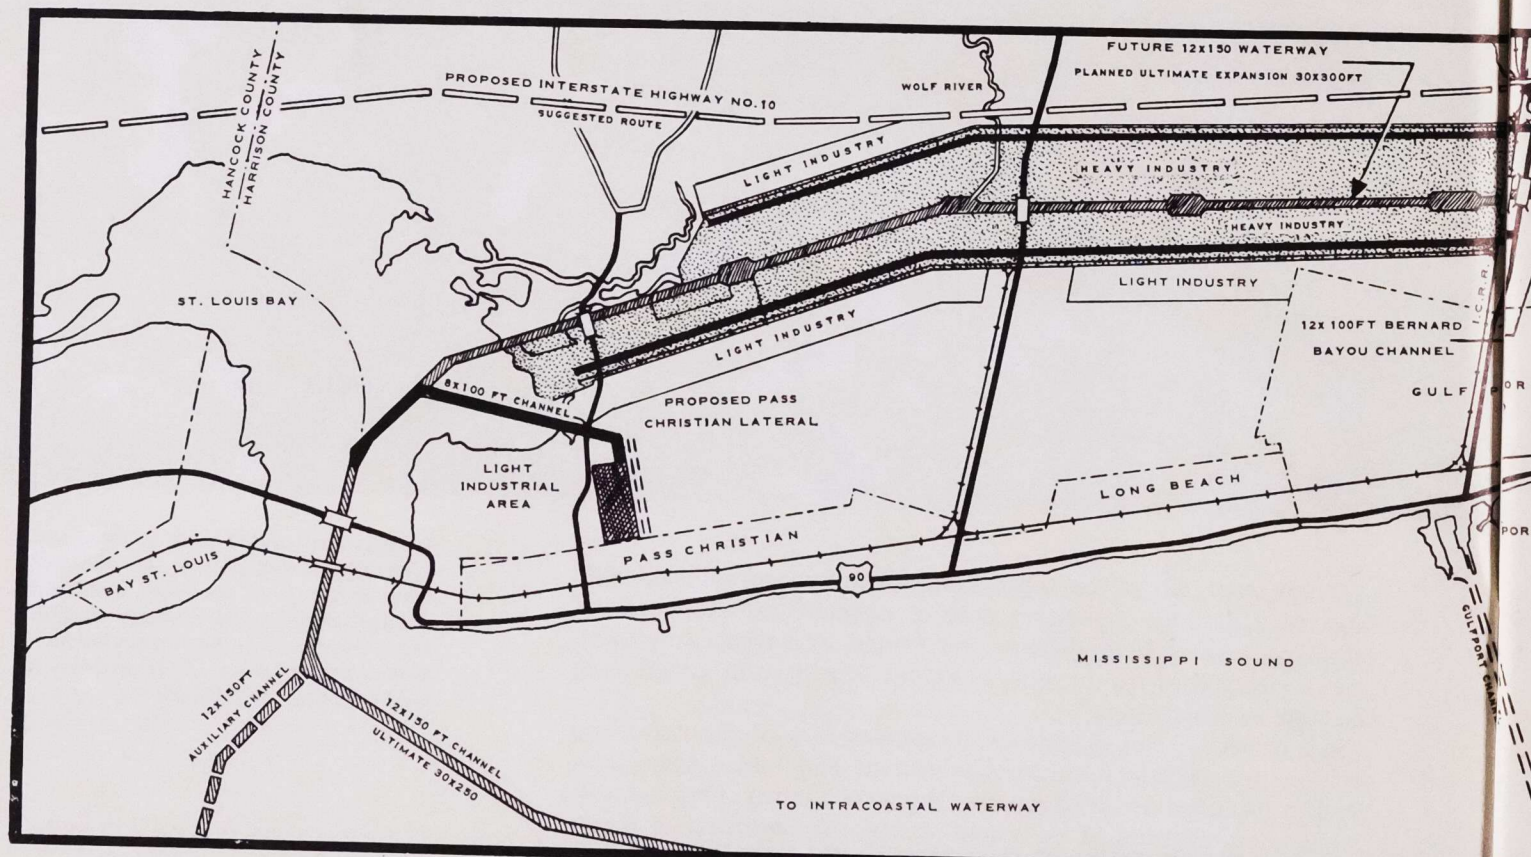 HANCOCK COUNTY
HARRISON COUNTY
PROPOSED INTERSTATE HIGHWAY NO.10
SUGGESTED ROUTE
WOLF RIVER
FUTURE 12X150 WATERWAY
PLANNED ULTIMATE EXPANSION 30X300FT
LIGHT INDUSTRY
HEAVY INDUSTRY
HEAVY INDUSTRY
ST. LOUIS BAY
LIGHT INDUSTRY
LIGHT INDUSTRY
I.C.R.R.
12X 100FT BERNARD
BAYOU CHANNEL
8X100 FT CHANNEL
PROPOSED PASS
CHRISTIAN LATERAL
GULF
LIGHT
INDUSTRIAL
AREA
LONG BEACH
PASS CHRISTIAN
BAY ST. LOUIS
90
GULFPORT CHANNEL
MISSISSIPPI SOUND
12X150FT
AUXILIARY CHANNEL
12X150 FT CHANNEL
ULTIMATE 30X250
TO INTRACOASTAL WATERWAY